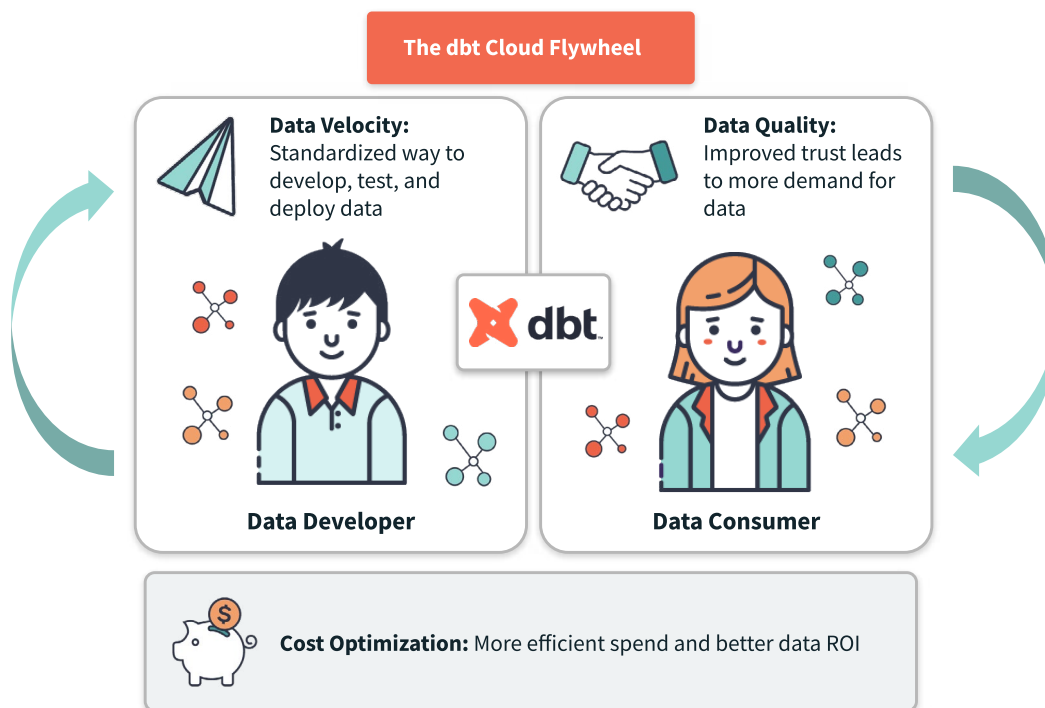 The dbt Cloud Flywheel
Data Velocity:
Standardized way to
develop, test, and
deploy data
Data Quality:
Improved trust leads
to more demand for
data
dbt
Data Developer
Data Consumer
$
Cost Optimization: More efficient spend and better data ROI